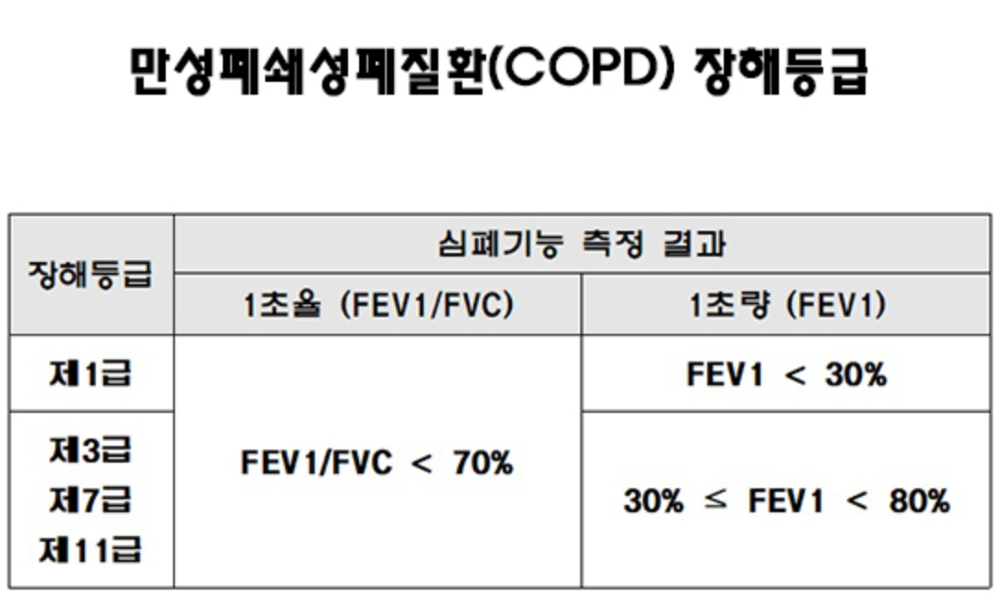 만성폐쇄성폐질환(COPD) 장해등급
장해등급
심폐기능 측정 결과
1초율 (FEV1/FVC)
1초량 (FEV1)
제1급
FEV1/FVC < 70%
FEV1 < 30%
제3급
제7급
제11급
30% ≤ FEV1 < 80%